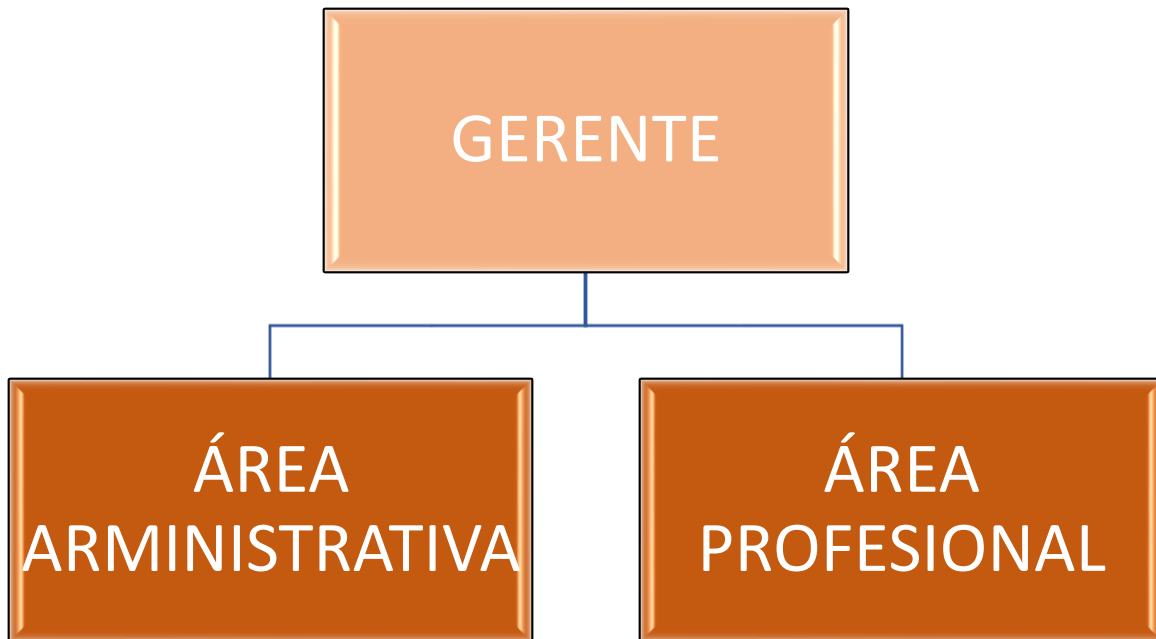 GERENTE
ÁREA
ARMINISTRATIVA
ÁREA
PROFESIONAL